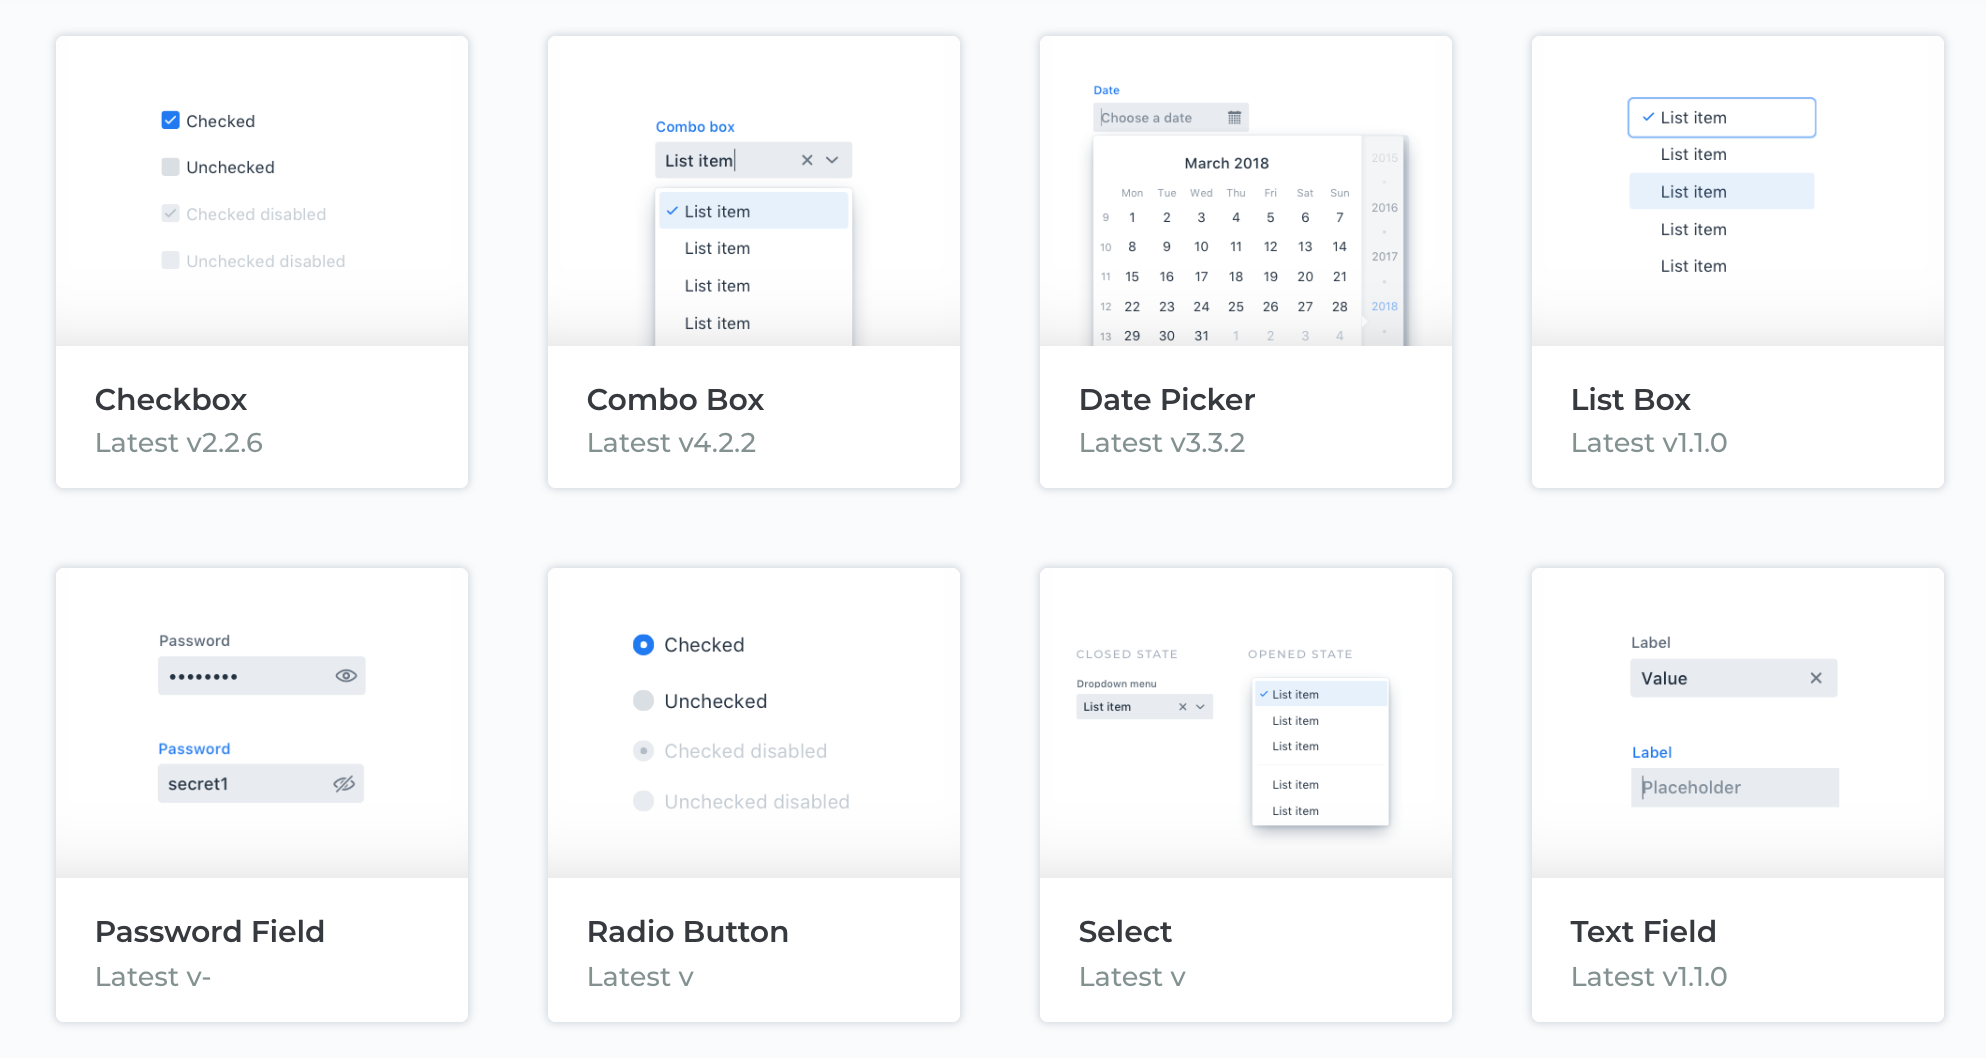 Checked
Unchecked
Checked disabled
Unchecked disabled
Checkbox
Latest v2.2.6
Combo box
List item
List item
List item
List item
List item
Combo Box
Latest v4.2.2
Date
Choose a date
March 2018
Mon Tue Wed Thu Fri Sat Sun
9 1 2 3 4 5 6 7
10 8 9 10 11 12 13 14
11 15 16 17 18 19 20 21
12 22 23 24 25 26 27 28
13 29 30 31 1 2 3 4
2015
2016
2017
2018
Date Picker
Latest v3.3.2
List item
List item
List item
List item
List item
List Box
Latest v1.1.0
Password
••••••••
Password
secret1
Password Field
Latest v-
Checked
Unchecked
Checked disabled
Unchecked disabled
Radio Button
Latest v
CLOSED STATE
Dropdown menu
List item
OPENED STATE
List item
List item
List item
List item
List item
Select
Latest v
Label
Value
Label
Placeholder
Text Field
Latest v1.1.0